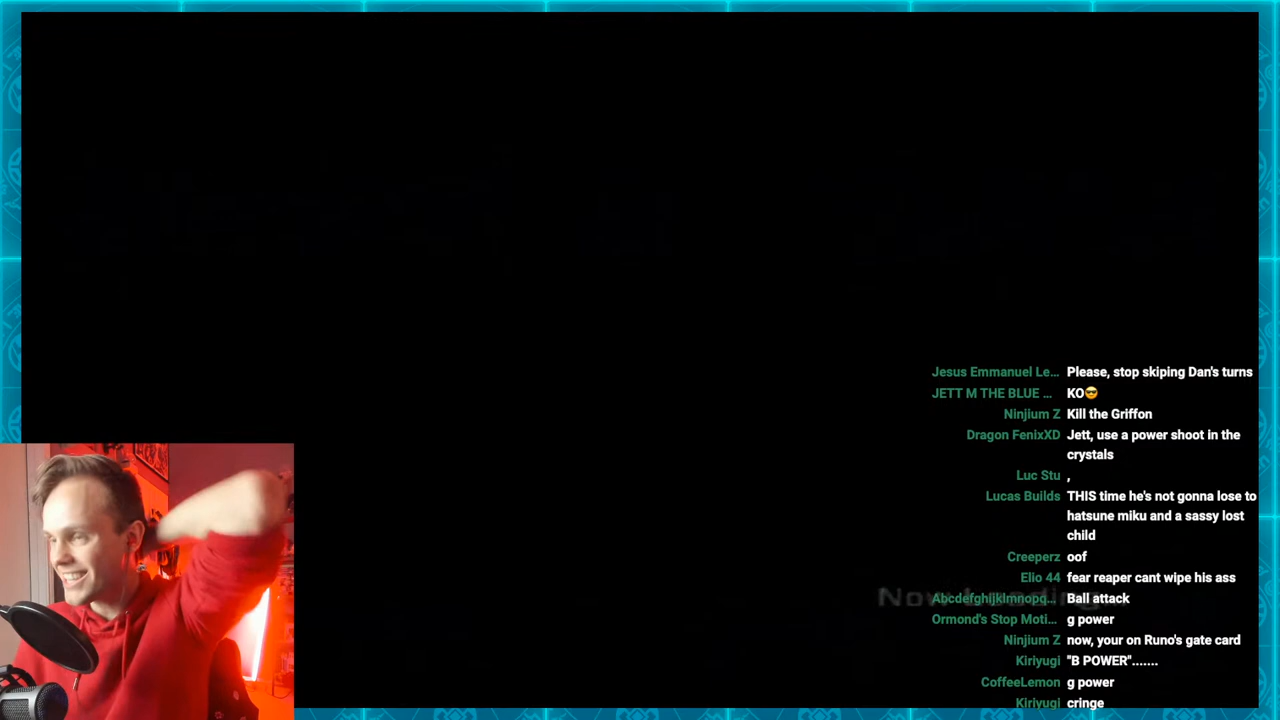 Jesus Emmanuel Le... Please, stop skiping Dan's turns
JETT M THE BLUE ... KO😎
Ninjium Z Kill the Griffon
Dragon FenixXD Jett, use a power shoot in the
crystals
Luc Stu ,
Lucas Builds THIS time he's not gonna lose to
hatsune miku and a sassy lost
child
Creeperz oof
Elio 44 fear reaper cant wipe his ass
Now Loading...
Abcdefghijklmnopq... Ball attack
Ormond's Stop Moti... g power
Ninjium Z now, your on Runo's gate card
Kiriyugi "B POWER".......
CoffeeLemon g power
Kiriyugi cringe